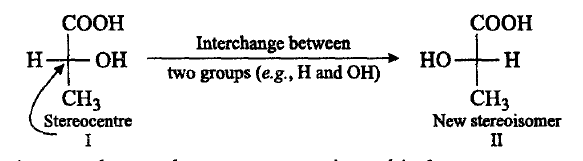 COOH
COOH
H
OH
Interchange between
two groups (e.g., H and OH)
HO
H
CH3
CH3
Stereocentre
New stereoisomer
I
II